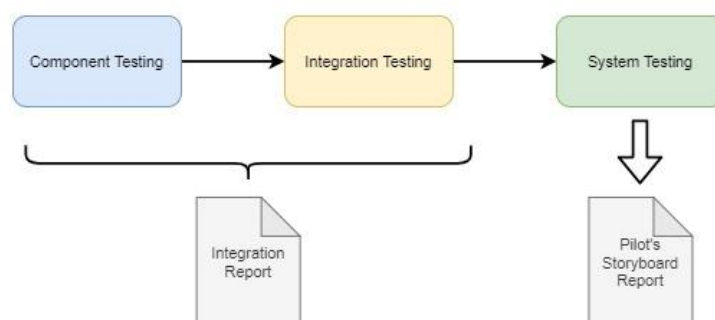 Component Testing
Integration Testing
System Testing
Integration
Report
Pilot's
Storyboard
Report